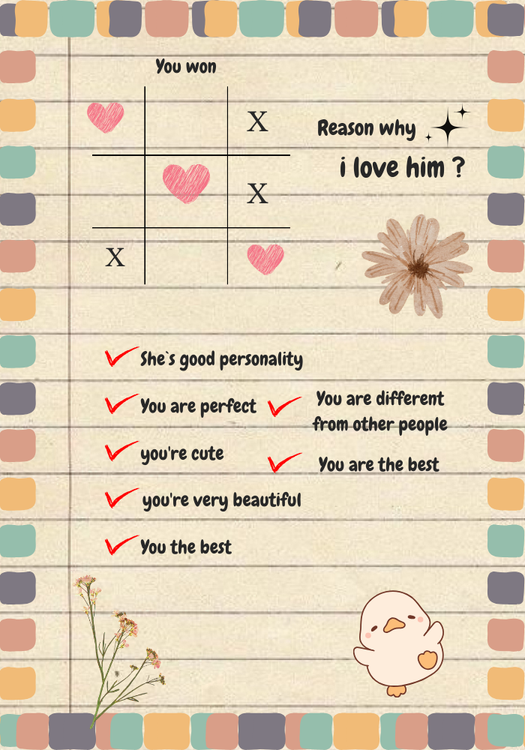 You won
X
X
X
Reason why
i love him ?
She`s good personality
You are perfect
you're cute
you're very beautiful
You the best
You are different
from other people
You are the best